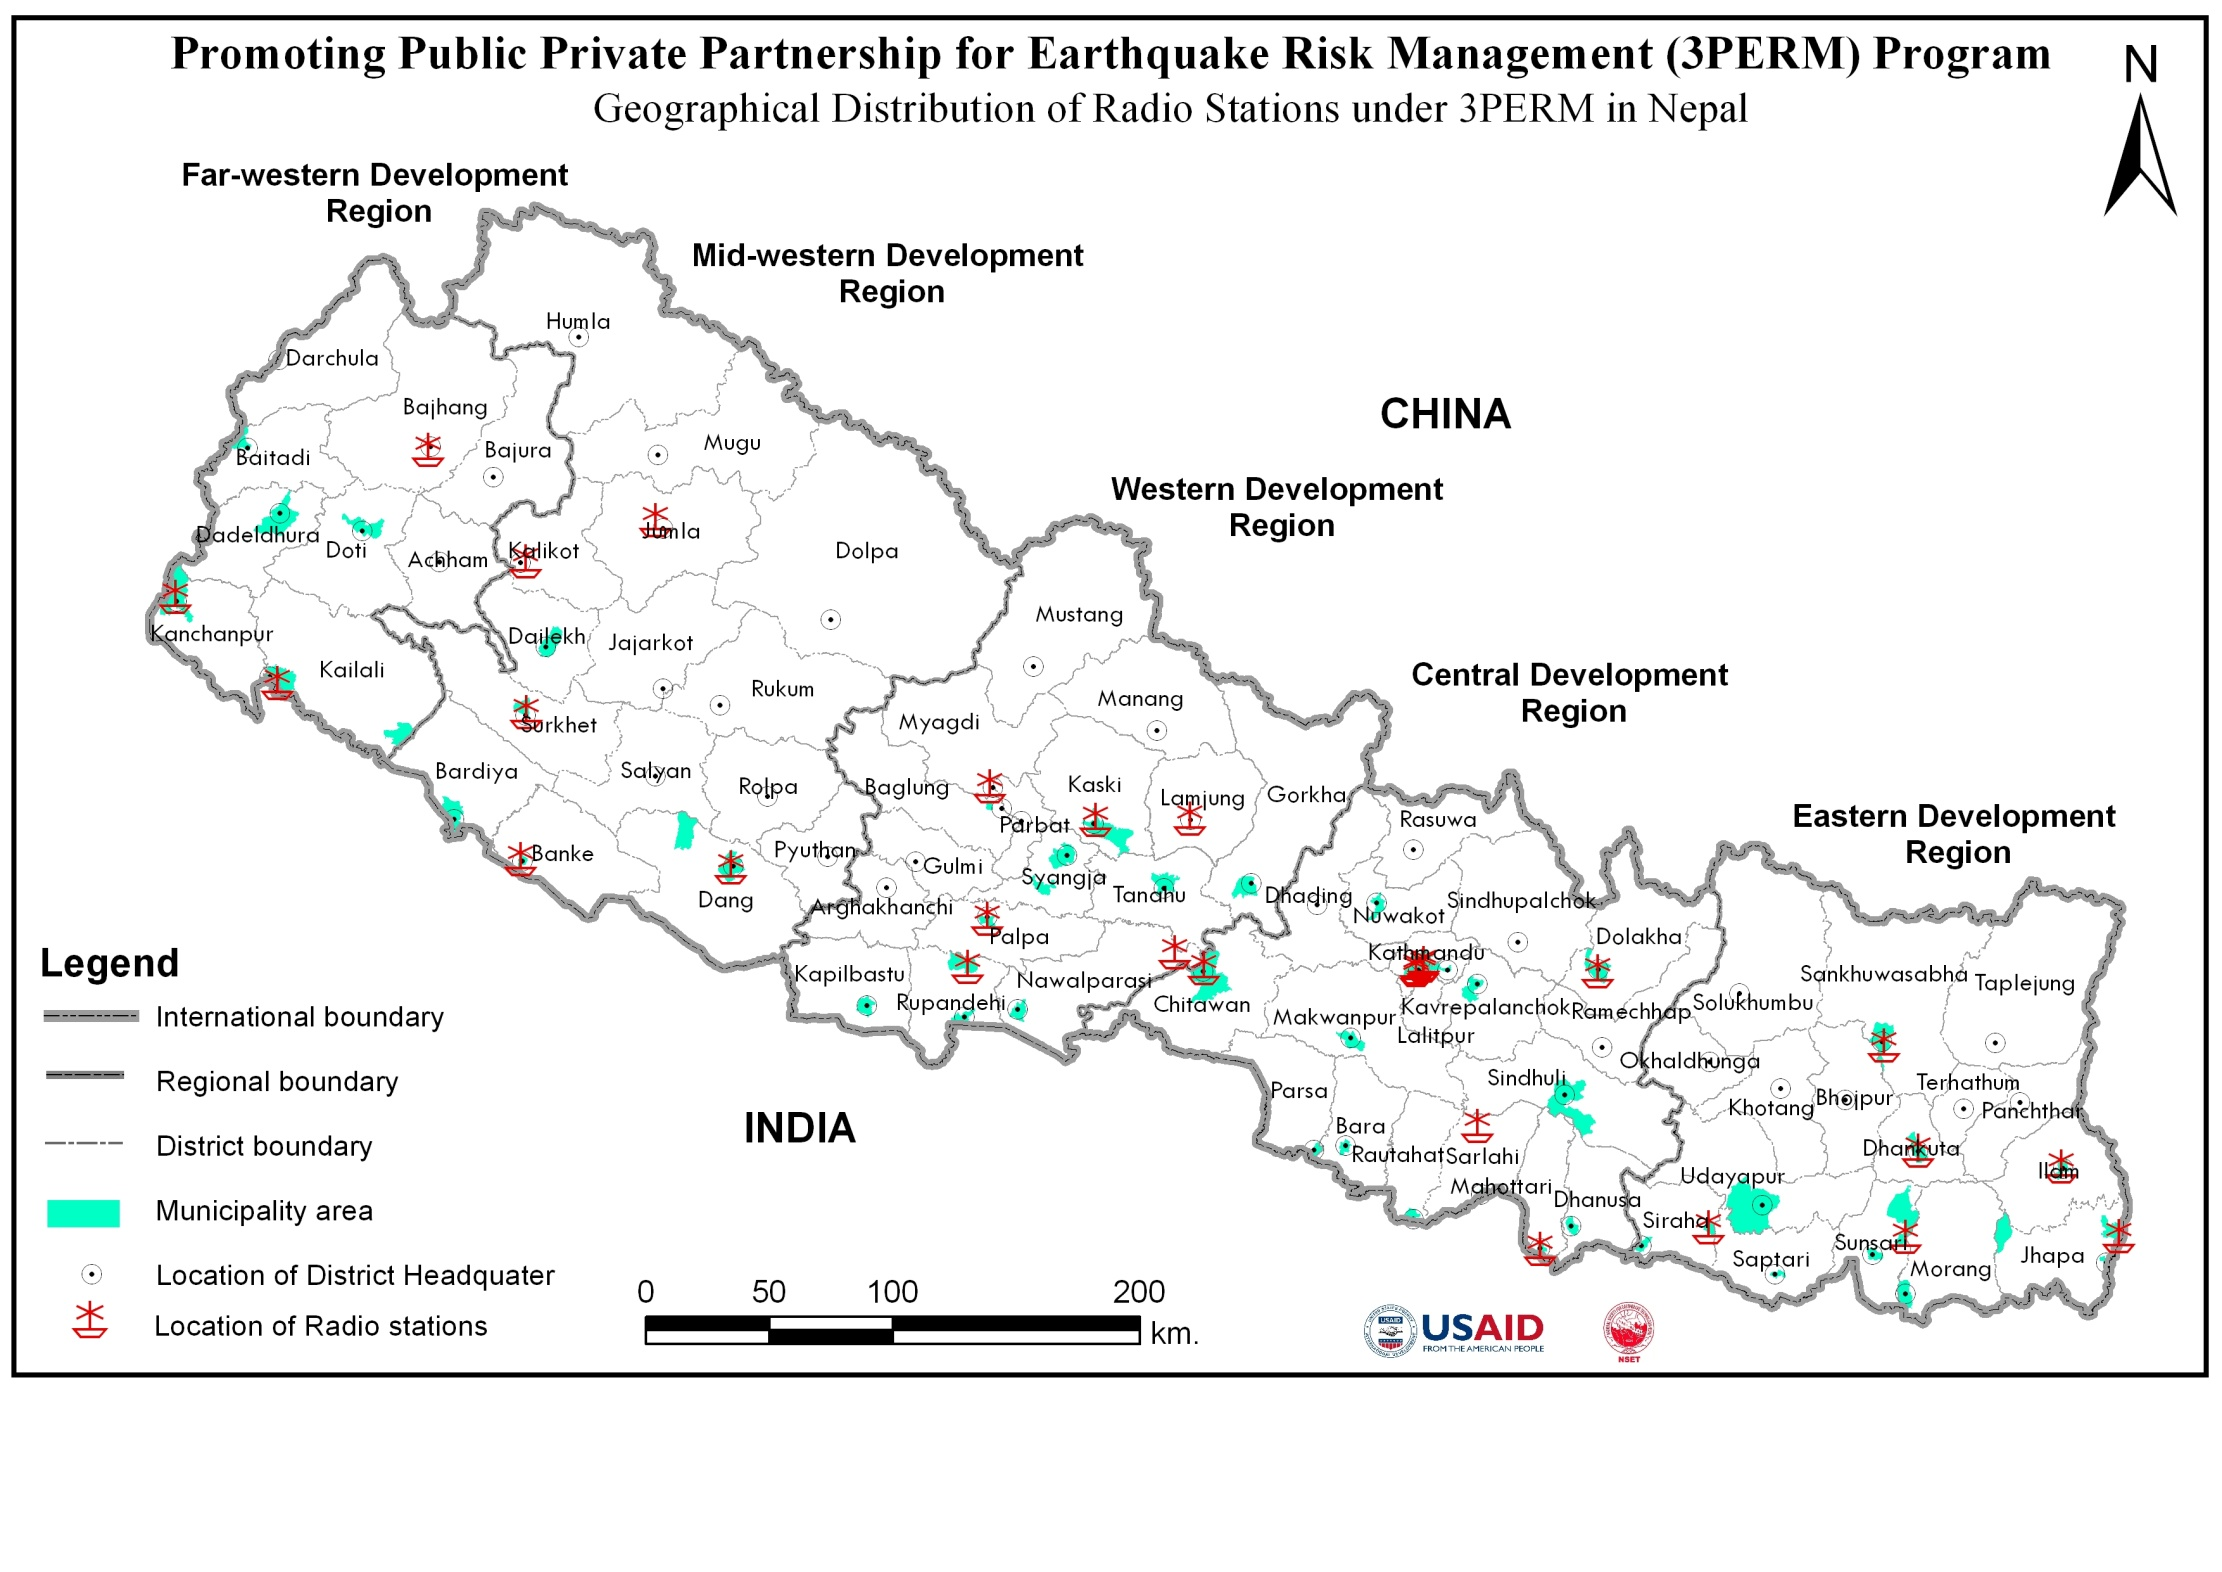 Promoting Public Private Partnership for Earthquake Risk Management (3PERM) Program
Geographical Distribution of Radio Stations under 3PERM in Nepal
N
Far-western Development
Region
Mid-western Development
Region
Humla
Darchula
Bajhang
CHINA
Mugu
Bajura
Baitadi
Western Development
Region
Dadeldhura
Jumla
Doti
Achham
Kalikot
Dolpa
Mustang
Kanchanpur
Dailekh
Jajarkot
Kailali
Central Development
Region
Rukum
Manang
Surkhet
Myagdi
Bardiya
Salyan
Rolpa
Baglung
Kaski
Lamjung
Gorkha
Eastern Development
Region
Rasuwa
Parbat
Banke
Pyuthan
Gulmi
Syangja
Tanahu
Dhading
Dang
Arghakhanchi
Nuwakot
Sindhupalchok
Palpa
Dolakha
Kathmandu
Kapilbastu
Nawalparasi
Rupandehi
Chitawan
Sankhuwasabha
Taplejung
Solukhumbu
Kavrepalanchok
Ramechhap
Makwanpur
Lalitpur
Okhaldhunga
Sindhuli
Parsa
Terhathum
Bhojpur
Khotang
Panchthar
Bara
Rautahat
Sarlahi
Dhankuta
Ilam
Udayapur
Mahottari
Dhanusa
Siraha
Saptari
Sunsari
Morang
Jhapa
INDIA
Legend
International boundary
Regional boundary
District boundary
Municipality area
Location of District Headquater
Location of Radio stations
0 50 100 200
km.
USAID
USAID
FROM THE AMERICAN PEOPLE
NSET